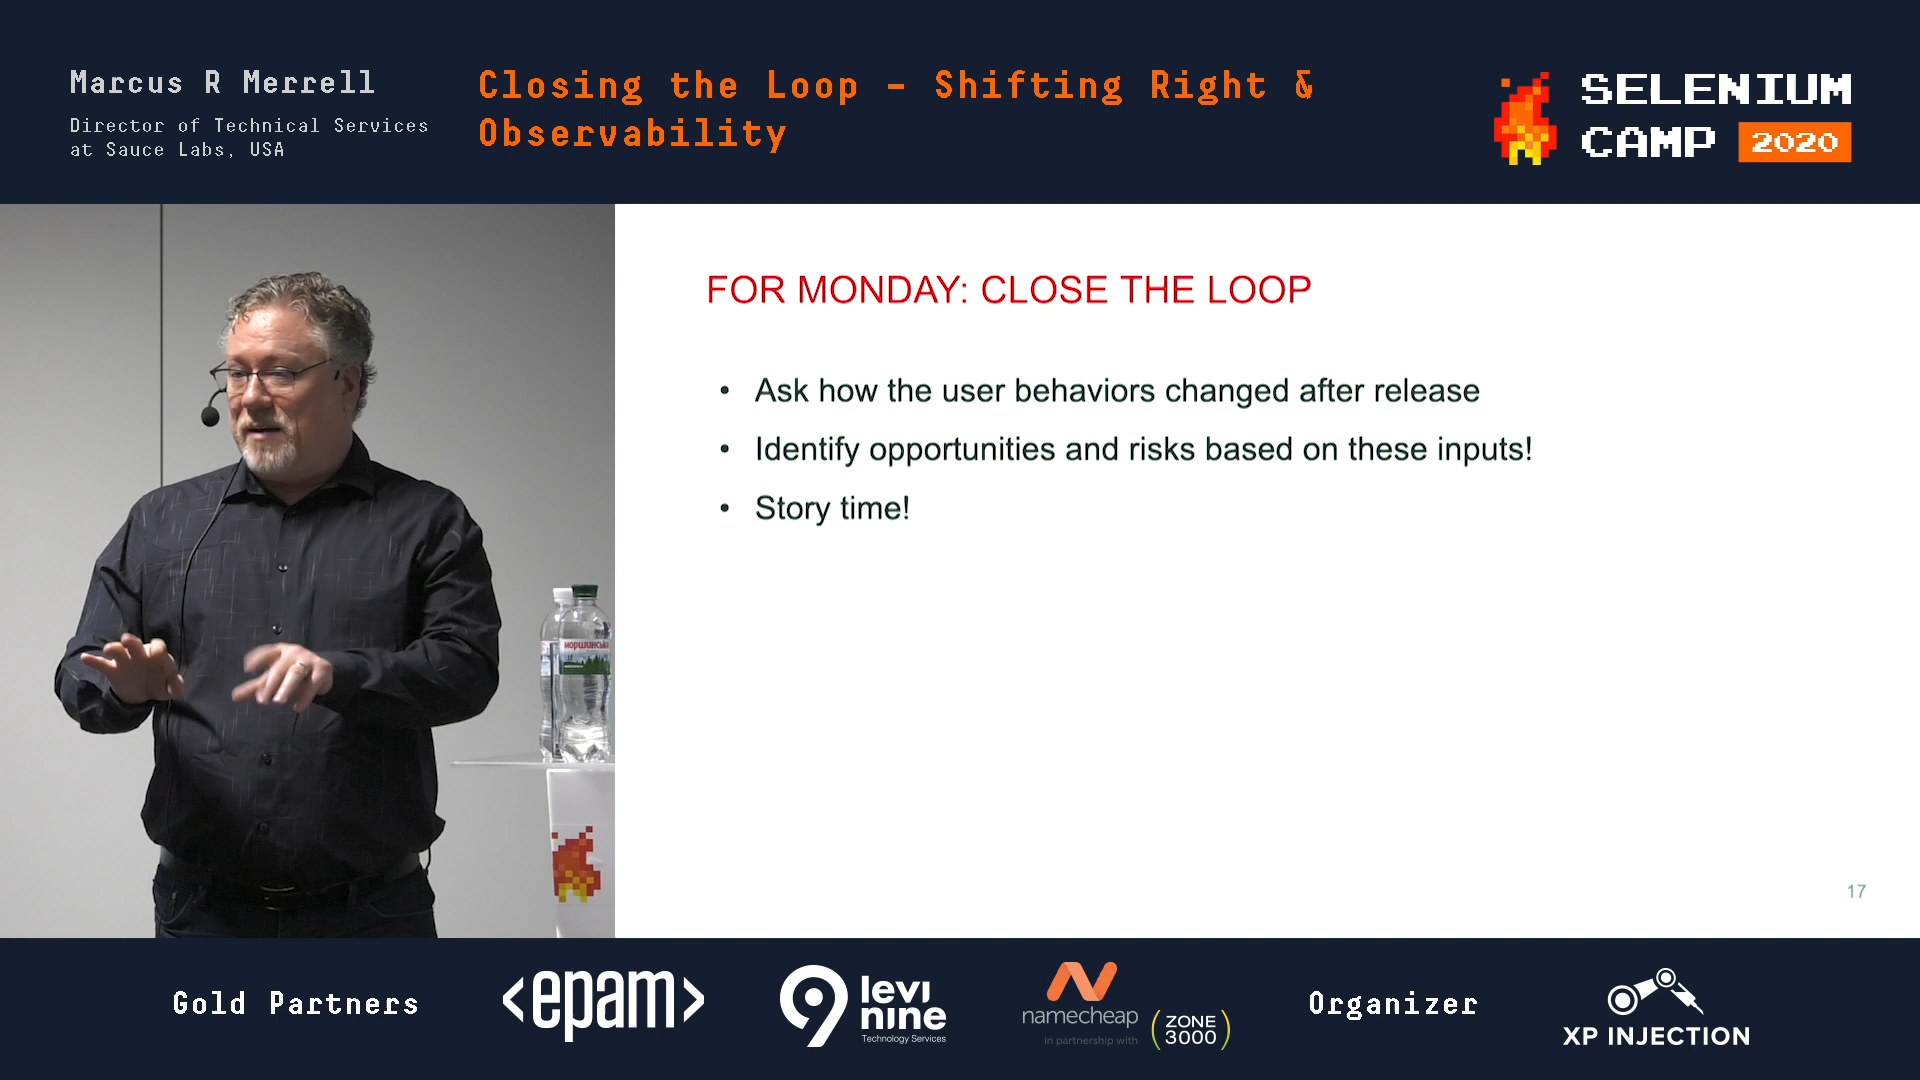 Marcus R Merrell
Director of Technical Services
at Sauce Labs, USA
Closing the Loop – Shifting Right &
Observability
SELENIUM
CAMP 2020
FOR MONDAY: CLOSE THE LOOP
• Ask how the user behaviors changed after release
• Identify opportunities and risks based on these inputs!
• Story time!
моршинська
17
Gold Partners
<epam>
9 levi
nine
Technology Services
namecheap
in partnership with
(ZONE
3000)
Organizer
XP INJECTION